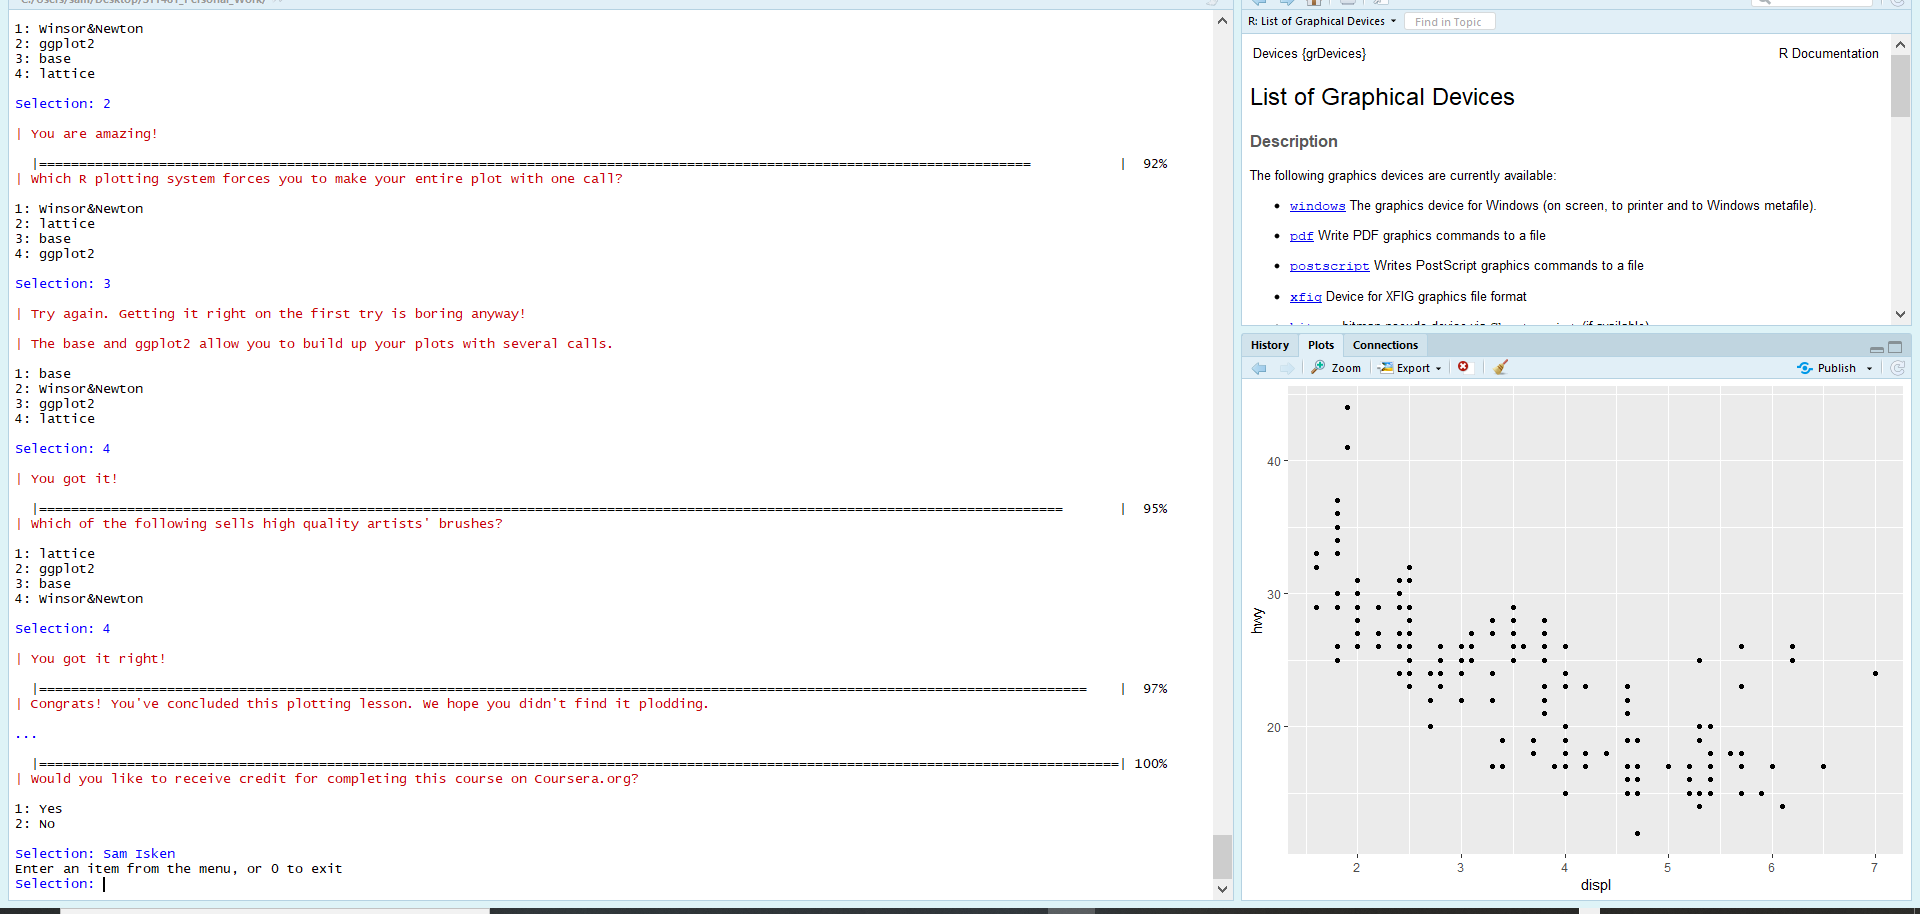 1: Winsor&Newton
2: ggplot2
3: base
4: lattice
Selection: 2
| You are amazing!
|==============================================================================================================================| 92%
| Which R plotting system forces you to make your entire plot with one call?
1: Winsor&Newton
2: lattice
3: base
4: ggplot2
Selection: 3
| Try again. Getting it right on the first try is boring anyway!
| The base and ggplot2 allow you to build up your plots with several calls.
1: base
2: Winsor&Newton
3: ggplot2
4: lattice
Selection: 4
| You got it!
|==================================================================================================================================| 95%
| Which of the following sells high quality artists' brushes?
1: lattice
2: ggplot2
3: base
4: Winsor&Newton
Selection: 4
| You got it right!
|=====================================================================================================================================| 97%
| Congrats! You've concluded this plotting lesson. We hope you didn't find it plodding.
...
|=========================================================================================================================================| 100%
| Would you like to receive credit for completing this course on Coursera.org?
1: Yes
2: No
Selection: Sam Isken
Enter an item from the menu, or 0 to exit
Selection:
R: List of Graphical Devices
Find in Topic
Devices {grDevices}
R Documentation
List of Graphical Devices
Description
The following graphics devices are currently available:
• windows The graphics device for Windows (on screen, to printer and to Windows metafile).
• pdf Write PDF graphics commands to a file
• postscript Writes PostScript graphics commands to a file
• xfig Device for XFIG graphics file format
History Plots Connections
Zoom Export Publish
40
30
20
hwy
2 3 4 5 6 7
displ